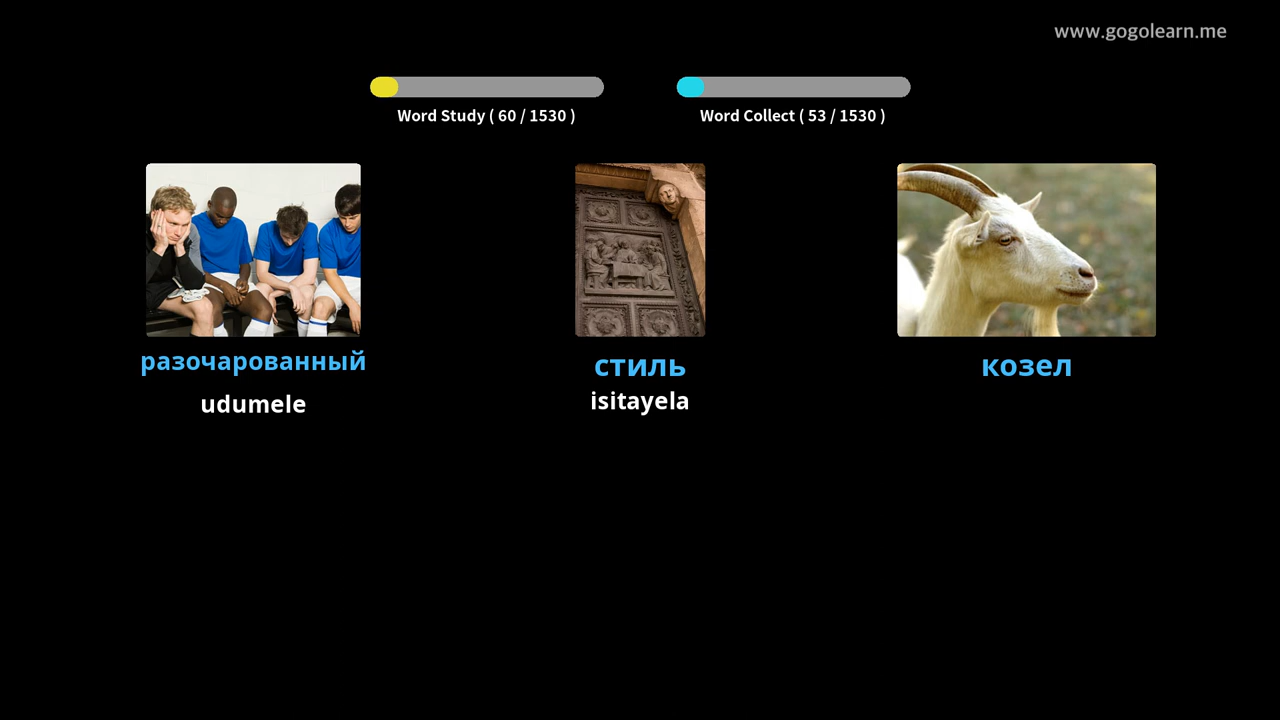 www.gogolearn.me
Word Study ( 60 / 1530 )
Word Collect ( 53 / 1530 )
разочарованный
udumele
стиль
isitayela
козел